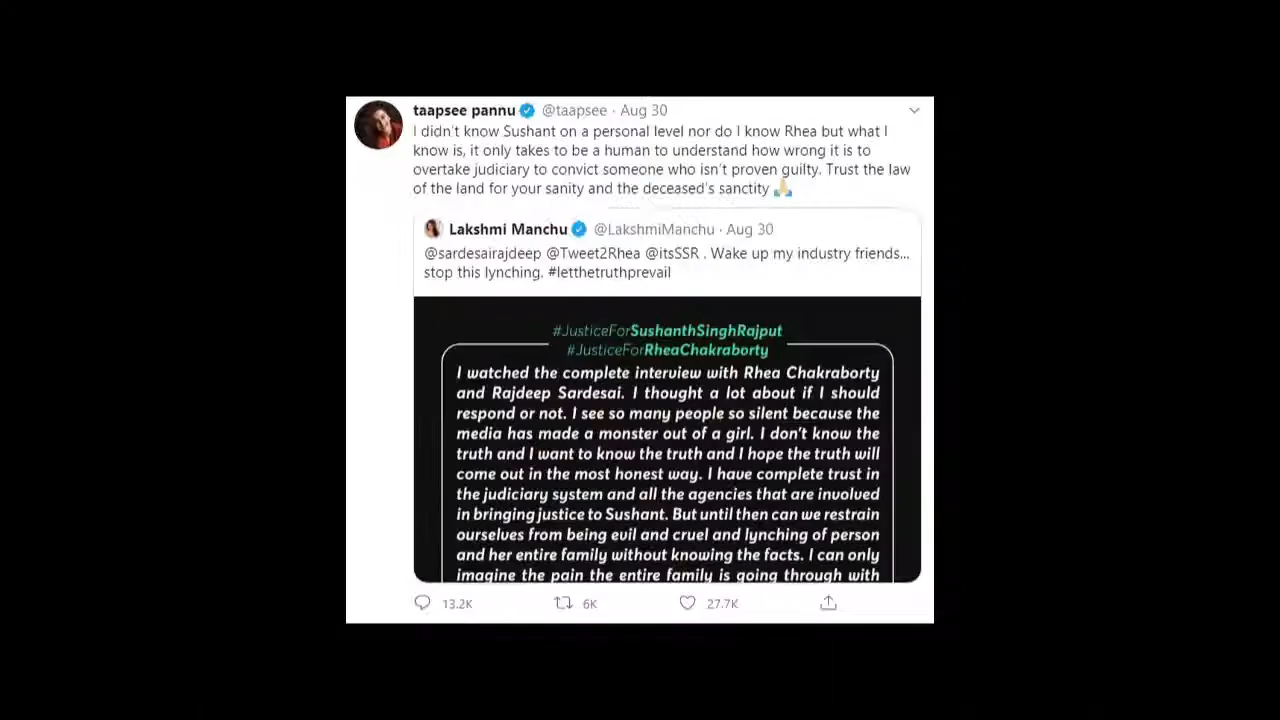 taapsee pannu @taapsee · Aug 30
I didn't know Sushant on a personal level nor do I know Rhea but what I
know is, it only takes to be a human to understand how wrong it is to
overtake judiciary to convict someone who isn't proven guilty. Trust the law
of the land for your sanity and the deceased's sanctity 🙏🏼
Lakshmi Manchu @LakshmiManchu · Aug 30
@sardesairajdeep @Tweet2Rhea @itsSSR . Wake up my industry friends...
stop this lynching. #letthetruthprevail
#JusticeForSushanthSinghRajput
#JusticeForRheaChakraborty
I watched the complete interview with Rhea Chakraborty
and Rajdeep Sardesai. I thought a lot about if I should
respond or not. I see so many people so silent because the
media has made a monster out of a girl. I don't know the
truth and I want to know the truth and I hope the truth will
come out in the most honest way. I have complete trust in
the judiciary system and all the agencies that are involved
in bringing justice to Sushant. But until then can we restrain
ourselves from being evil and cruel and lynching of person
and her entire family without knowing the facts. I can only
imagine the pain the entire family is going through with
13.2K 6K 27.7K